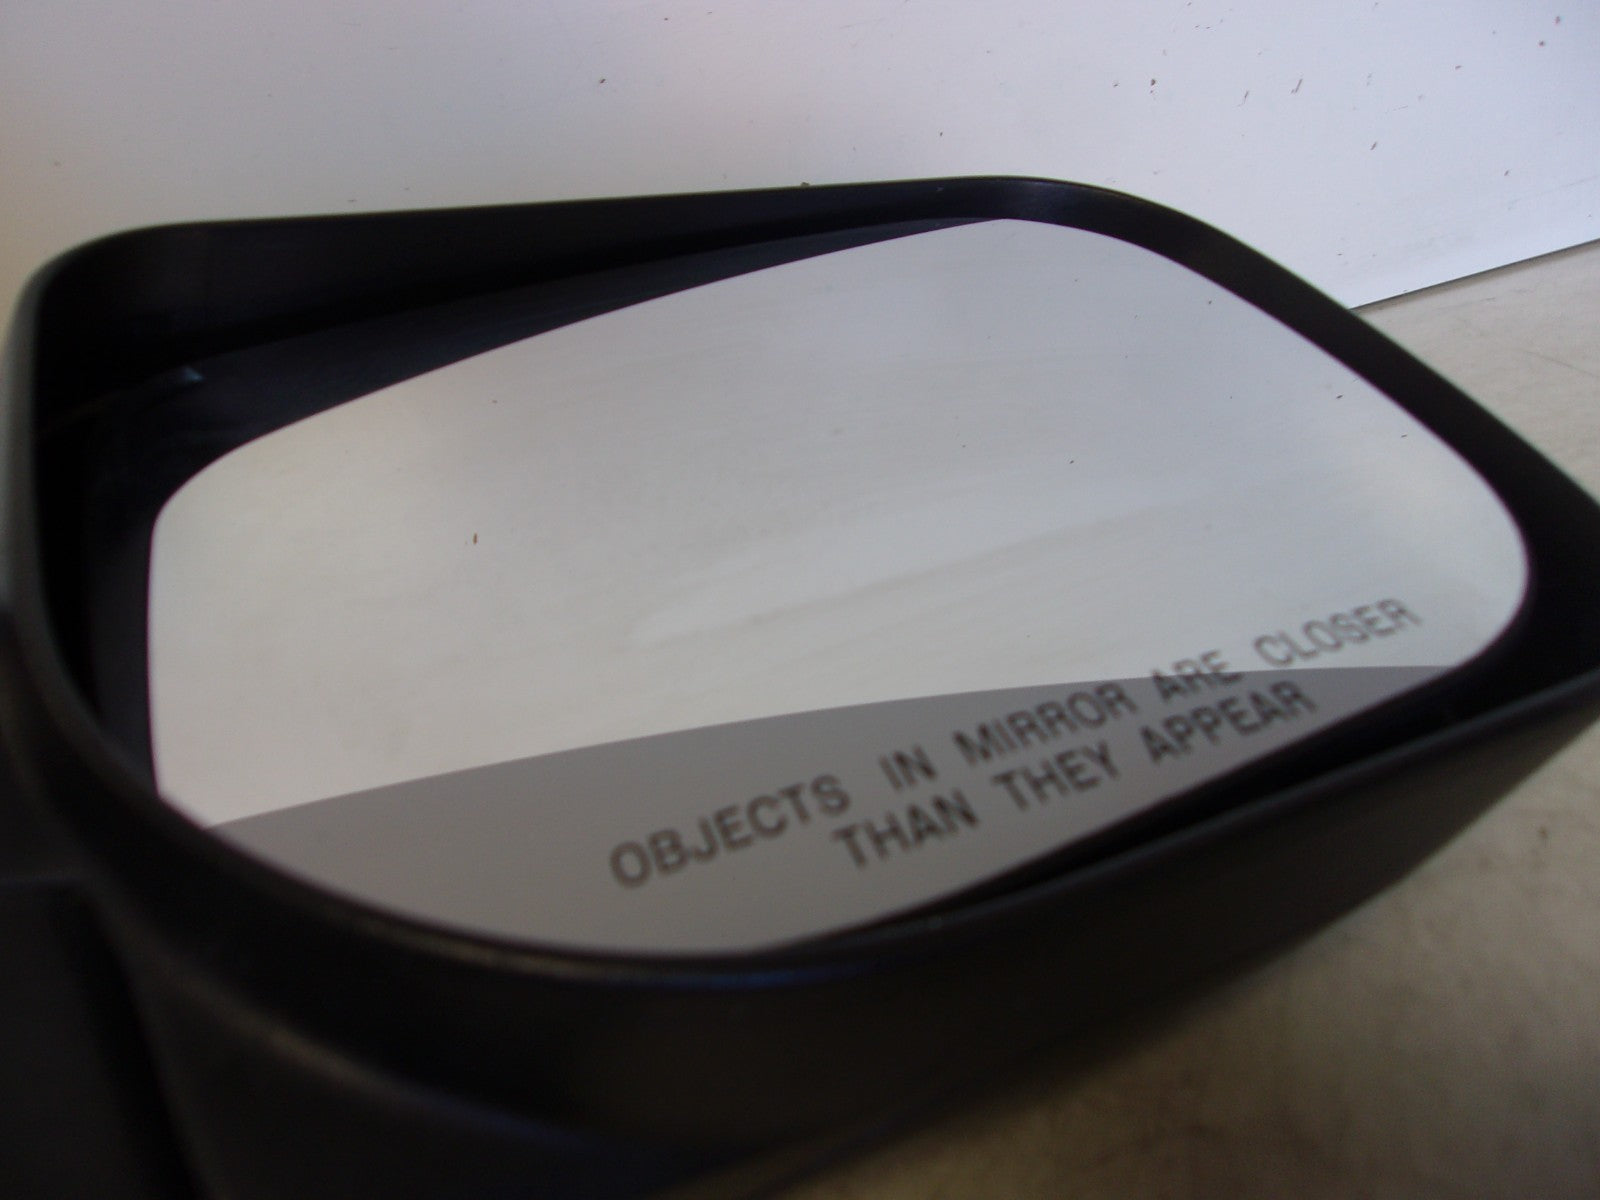 OBJECTS IN MIRROR ARE CLOSER
THAN THEY APPEAR